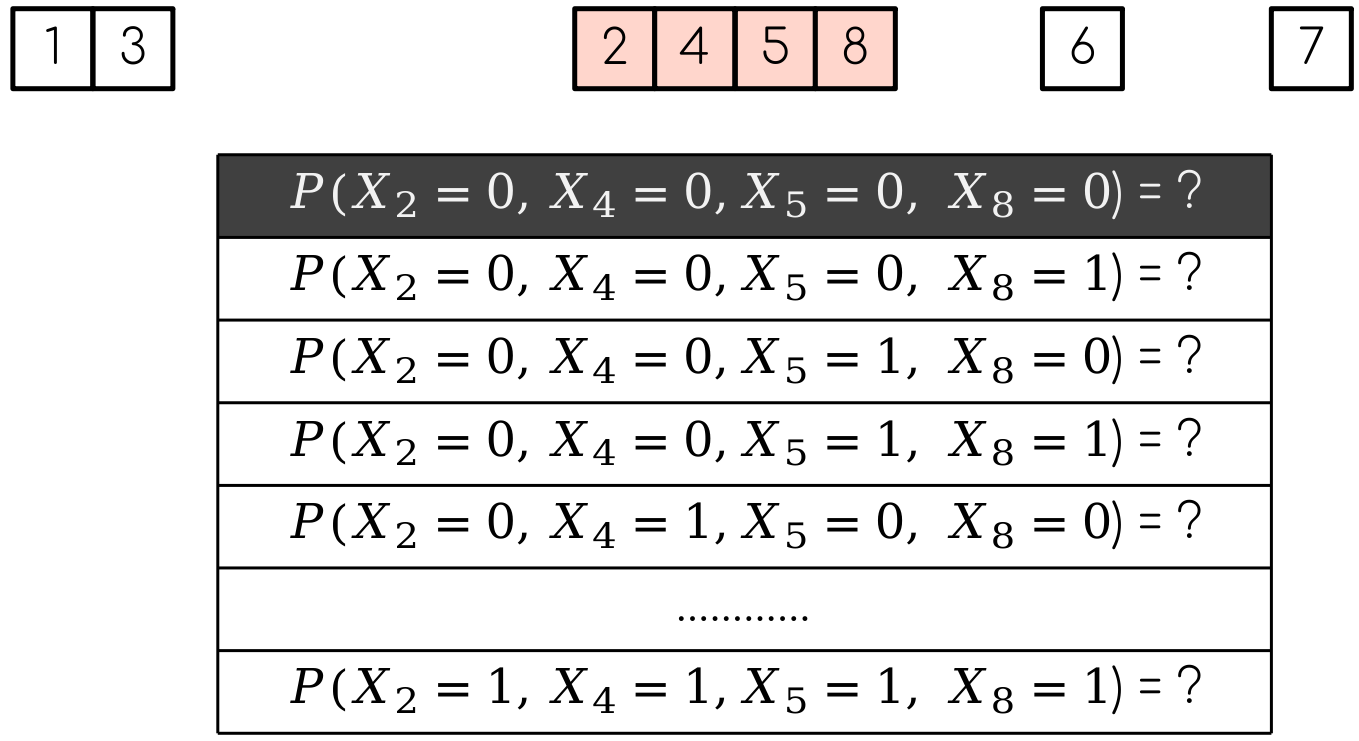 1 3 2 4 5 8 6 7
P(X₂ = 0, X₄ = 0, X₅ = 0, X₈ = 0) = ?
P(X₂ = 0, X₄ = 0, X₅ = 0, X₈ = 1) = ?
P(X₂ = 0, X₄ = 0, X₅ = 1, X₈ = 0) = ?
P(X₂ = 0, X₄ = 0, X₅ = 1, X₈ = 1) = ?
P(X₂ = 0, X₄ = 1, X₅ = 0, X₈ = 0) = ?
............
P(X₂ = 1, X₄ = 1, X₅ = 1, X₈ = 1) = ?